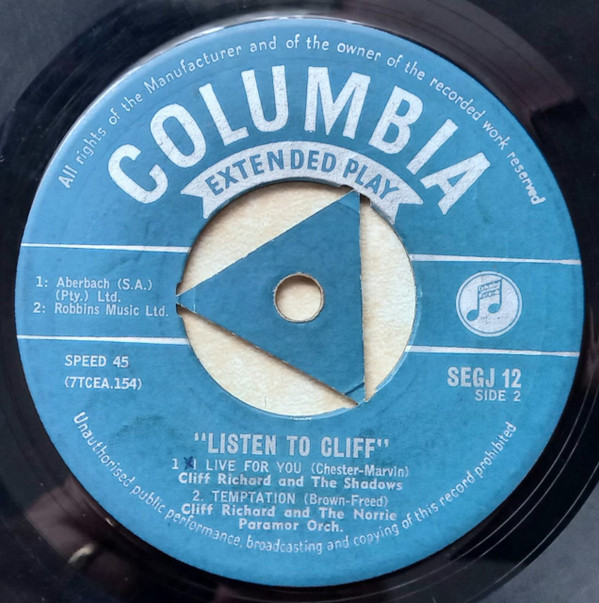 All rights of the Manufacturer and of the owner of the recorded work reserved
COLUMBIA
EXTENDED PLAY
1: Aberbach (S.A.)
(Pty.) Ltd.
2: Robbins Music Ltd.
SPEED 45
(7TCEA.154)
SEGJ 12
SIDE 2
"LISTEN TO CLIFF"
1. I LIVE FOR YOU (Chester-Marvin)
Cliff Richard and The Shadows
2. TEMPTATION (Brown-Freed)
Cliff Richard and The Norrie
Paramor Orch.
Unauthorised public performance, broadcasting and copying of this record prohibited